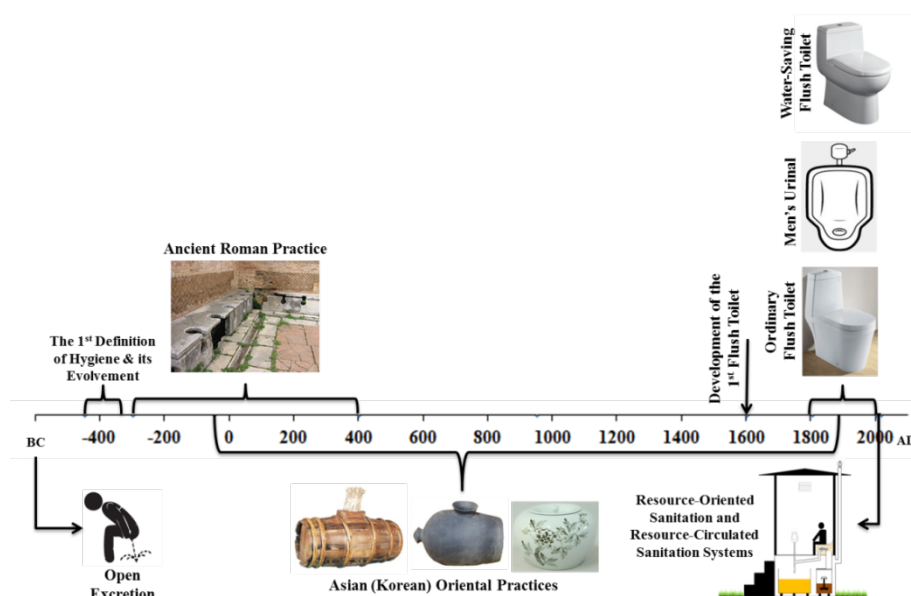 Water-Saving
Flush Toilet
Men's Urinal
Ancient Roman Practice
Development of the
1st Flush Toilet
Ordinary
Flush Toilet
The 1st Definition
of Hygiene & its
Evolvement
BC
-400
-200
0
200
400
600
800
1000
1200
1400
1600
1800
2000
AD
Open
Excretion
Asian (Korean) Oriental Practices
Resource-Oriented
Sanitation and
Resource-Circulated
Sanitation Systems